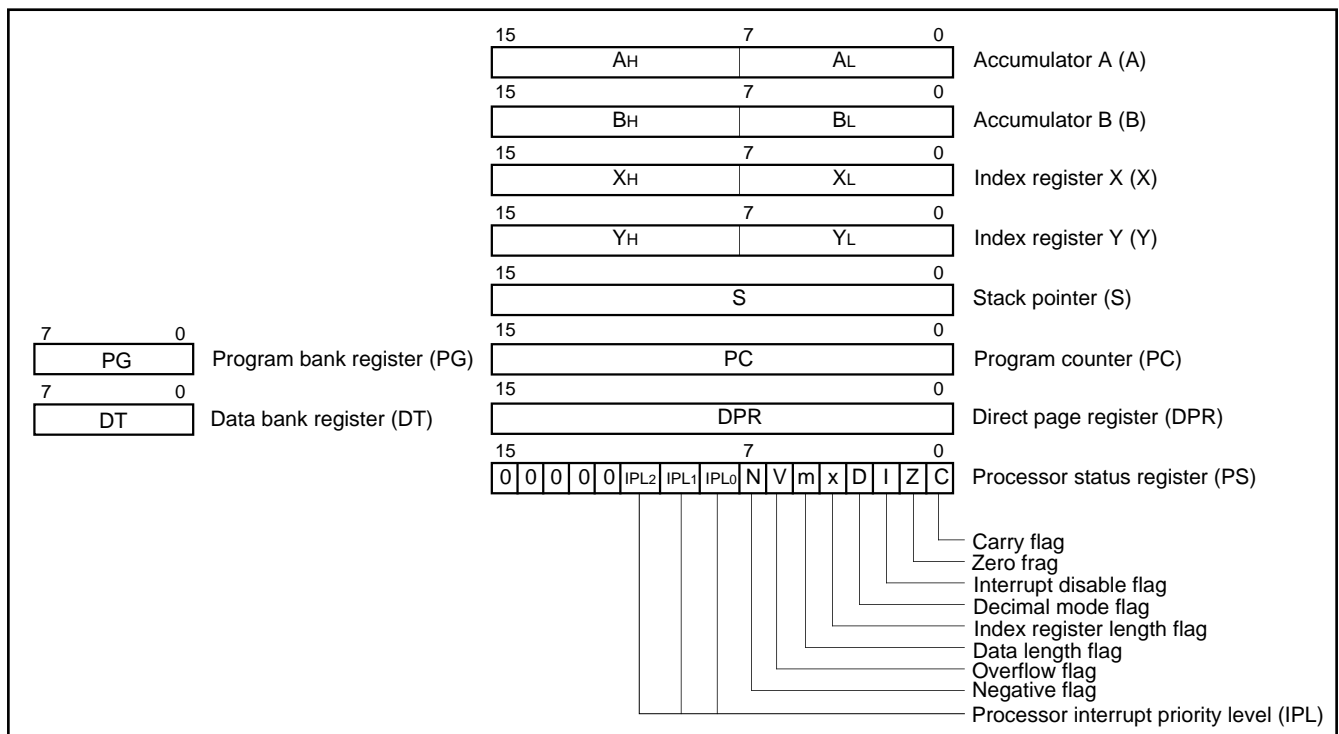 15 7 0
AH AL Accumulator A (A)
15 7 0
BH BL Accumulator B (B)
15 7 0
XH XL Index register X (X)
15 7 0
YH YL Index register Y (Y)
15 0
S Stack pointer (S)
7 0 15 0
PG Program bank register (PG) PC Program counter (PC)
7 0 15 0
DT Data bank register (DT) DPR Direct page register (DPR)
15 7 0
0 0 0 0 0 IPL2 IPL1 IPL0 N V m x D I Z C Processor status register (PS)
Carry flag
Zero frag
Interrupt disable flag
Decimal mode flag
Index register length flag
Data length flag
Overflow flag
Negative flag
Processor interrupt priority level (IPL)